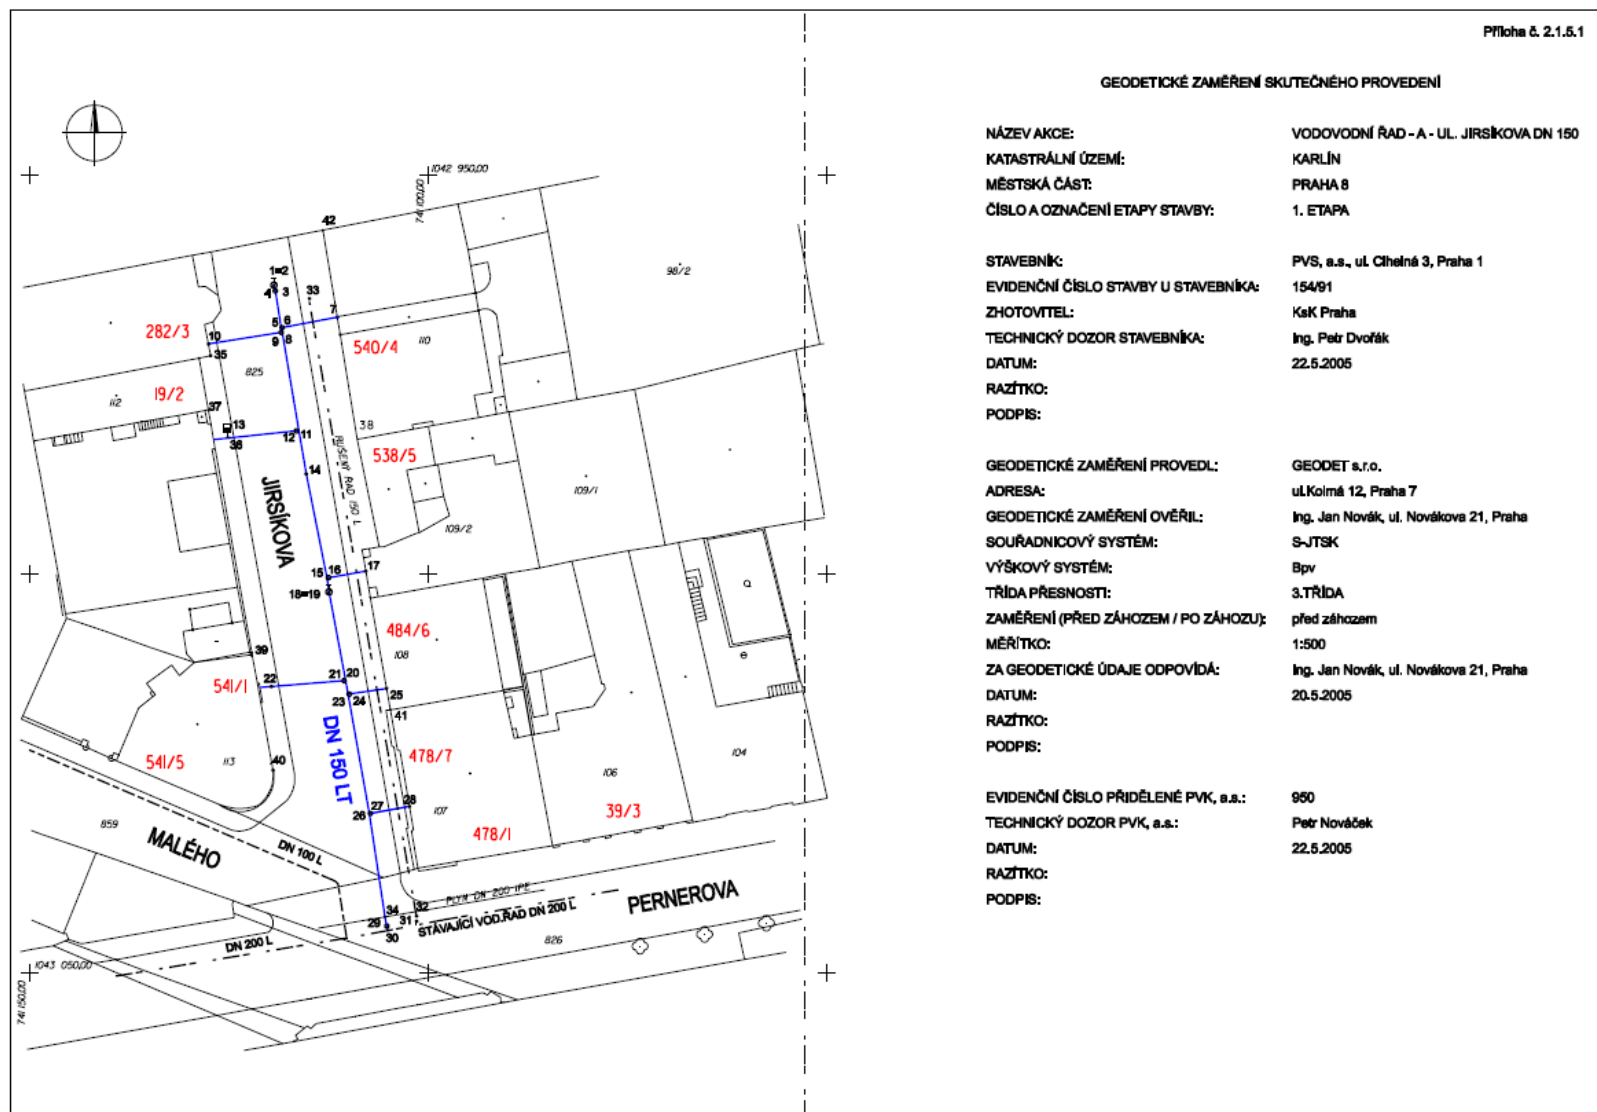 Příloha č. 2.1.5.1
GEODETICKÉ ZAMĚŘENÍ SKUTEČNÉHO PROVEDENÍ
NÁZEV AKCE: VODOVODNÍ ŘAD - A - UL. JIRSÍKOVA DN 150
KATASTRÁLNÍ ÚZEMÍ: KARLÍN
MĚSTSKÁ ČÁST: PRAHA 8
ČÍSLO A OZNAČENÍ ETAPY STAVBY: 1. ETAPA
STAVEBNÍK: PVS, a.s., ul. Cihelná 3, Praha 1
EVIDENČNÍ ČÍSLO STAVBY U STAVEBNÍKA: 154/91
ZHOTOVITEL: KsK Praha
TECHNICKÝ DOZOR STAVEBNÍKA: Ing. Petr Dvořák
DATUM: 22.5.2005
RAZÍTKO:
PODPIS:
GEODETICKÉ ZAMĚŘENÍ PROVEDL: GEODET s.r.o.
ADRESA: ul.Kolmá 12, Praha 7
GEODETICKÉ ZAMĚŘENÍ OVĚŘIL: Ing. Jan Novák, ul. Novákova 21, Praha
SOUŘADNICOVÝ SYSTÉM: S-JTSK
VÝŠKOVÝ SYSTÉM: Bpv
TŘÍDA PŘESNOSTI: 3.TŘÍDA
ZAMĚŘENÍ (PŘED ZÁHOZEM / PO ZÁHOZU): před záhozem
MĚŘÍTKO: 1:500
ZA GEODETICKÉ ÚDAJE ODPOVÍDÁ: Ing. Jan Novák, ul. Novákova 21, Praha
DATUM: 20.5.2005
RAZÍTKO:
PODPIS:
EVIDENČNÍ ČÍSLO PŘIDĚLENÉ PVK, a.s.: 950
TECHNICKÝ DOZOR PVK, a.s.: Petr Nováček
DATUM: 22.5.2005
RAZÍTKO:
PODPIS:
1042 950,00
741 100,00
42
1=2
4 3
33
98/2
7
5 6
282/3
10
9 8
110
540/4
35
825
19/2
112
37
13
38
36
12 11
RUŠENÝ ŘAD 150 L
538/5
14
JIRSÍKOVA
109/1
109/2
15 16 17
18=19
484/6
39
108
541/1
22
21 20
23 24 25
41
DN 150 LT
478/7
541/5
113
40
104
106
27 28
26
107
39/3
478/1
859
MALÉHO
DN 100 L
PLYN DN 200 IPE
PERNEROVA
34
32
29
31
STÁVAJÍCÍ VOD.ŘAD DN 200 L
30
826
DN 200 L
1043 050,00
741 150,00